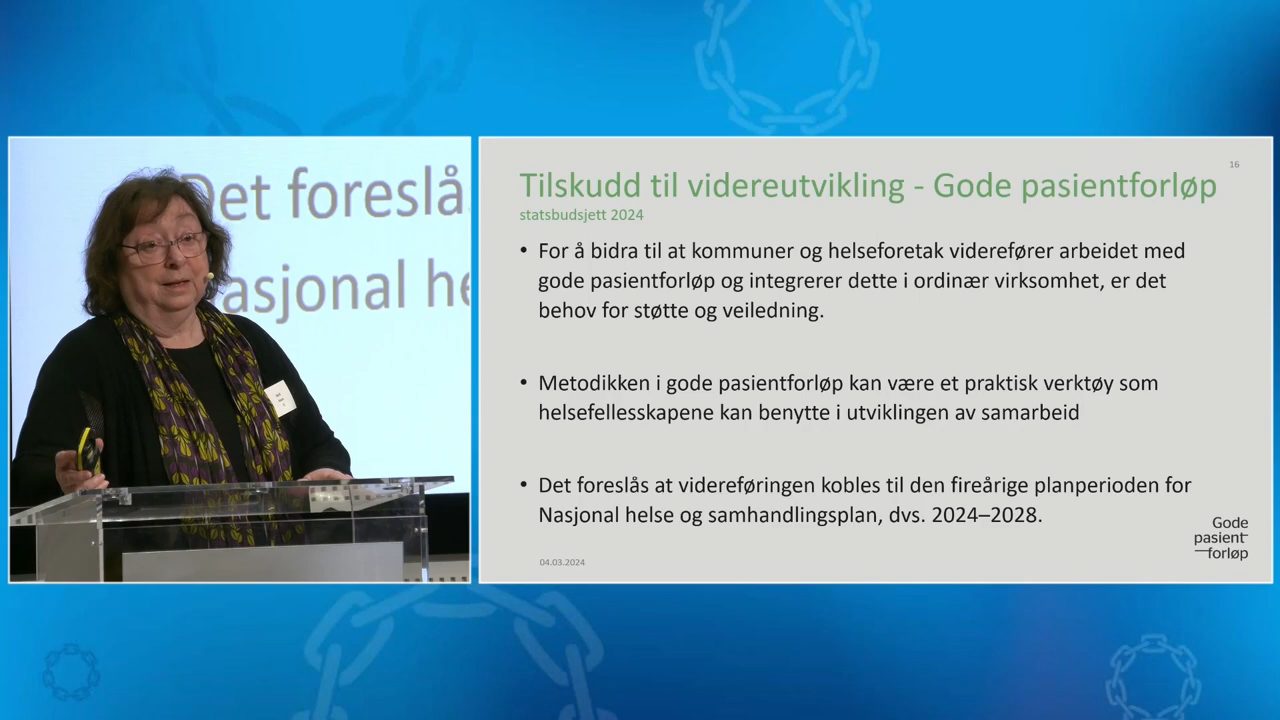 Det foreslå
asjonal he
16
Tilskudd til videreutvikling - Gode pasientforløp
statsbudsjett 2024
• For å bidra til at kommuner og helseforetak viderefører arbeidet med
gode pasientforløp og integrerer dette i ordinær virksomhet, er det
behov for støtte og veiledning.
• Metodikken i gode pasientforløp kan være et praktisk verktøy som
helsefellesskapene kan benytte i utviklingen av samarbeid
• Det foreslås at videreføringen kobles til den fireårige planperioden for
Nasjonal helse og samhandlingsplan, dvs. 2024–2028.
Gode
pasient
forløp
04.03.2024